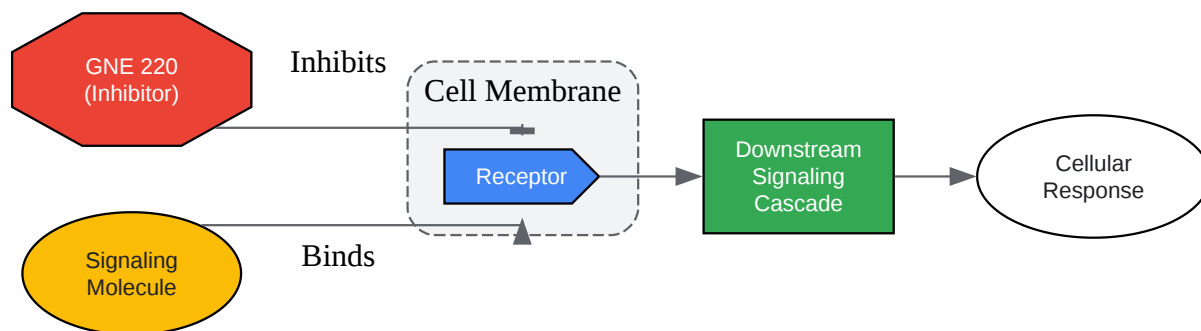 GNE 220
(Inhibitor)
Inhibits
Cell Membrane
Receptor
Downstream
Signaling
Cascade
Cellular
Response
Binds
Signaling
Molecule